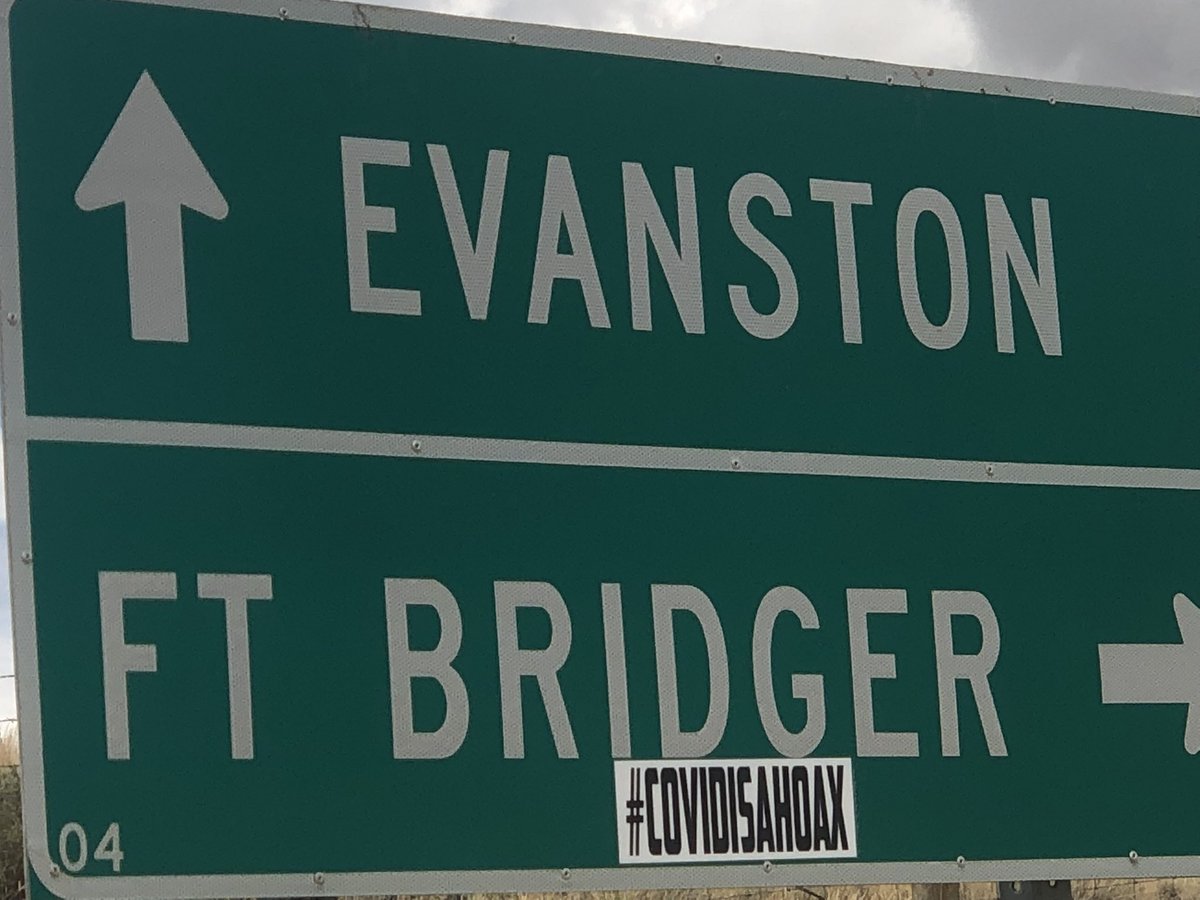 EVANSTON
FT BRIDGER
#COVIDISAHOAX
04